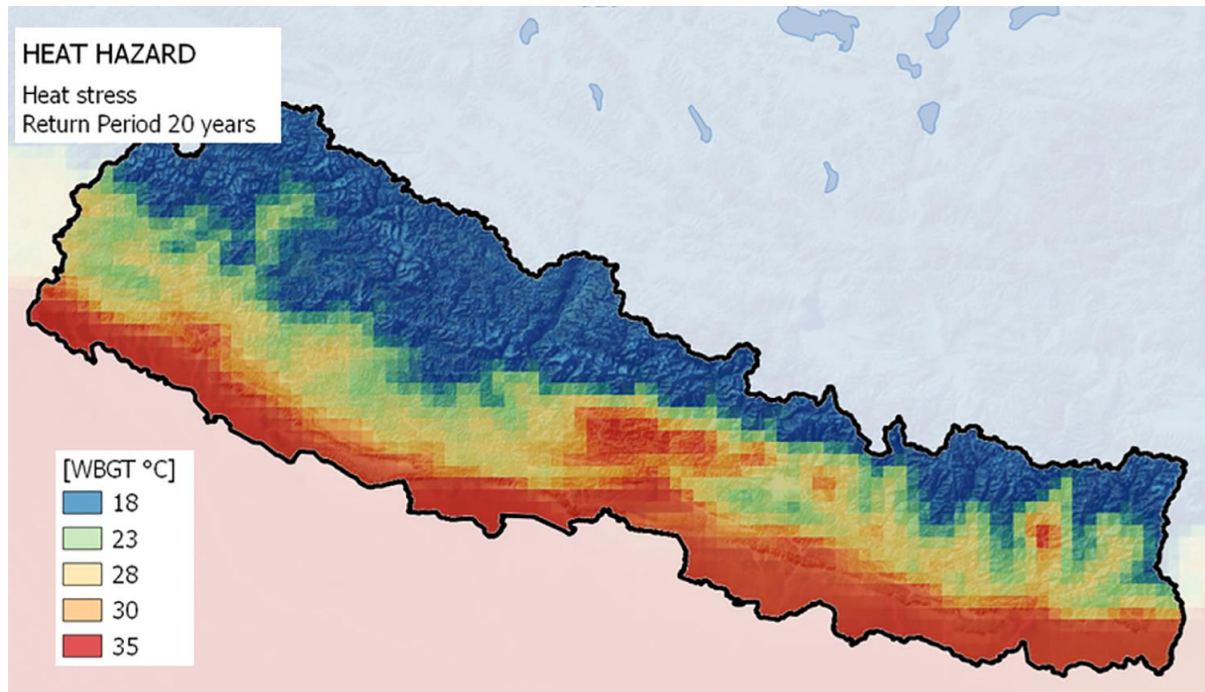 HEAT HAZARD
Heat stress
Return Period 20 years
[WBGT °C]
18
23
28
30
35